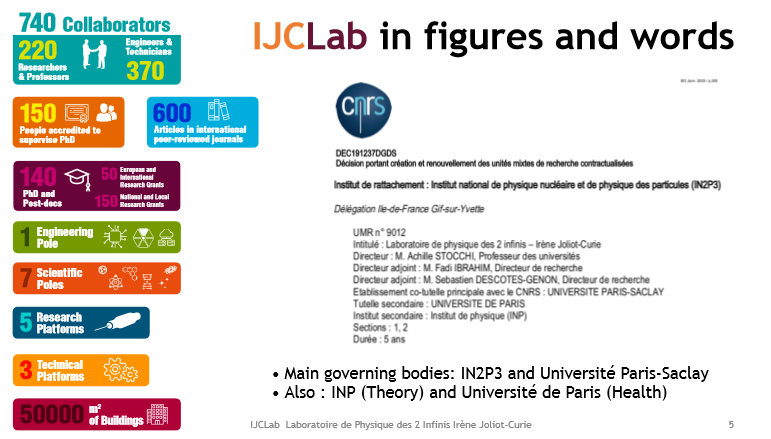 740 Collaborators
220
Researchers
& Professors
Engineers &
Technicians
370
150
People accredited to
supervise PhD
600
Articles in international
peer-reviewed journals
140
PhD and
Post-docs
50 European and
International
Research Grants
150 National and Local
Research Grants
1 Engineering
Pole
7 Scientific
Poles
5 Research
Platforms
3 Technical
Platforms
50000 m²
of Buildings
IJCLab in figures and words
cnrs
DEC191237DGDS
Décision portant création et renouvellement des unités mixtes de recherche contractualisées
Institut de rattachement : Institut national de physique nucléaire et de physique des particules (IN2P3)
Délégation Ile-de-France Gif-sur-Yvette
UMR n° 9012
Intitulé : Laboratoire de physique des 2 infinis – Irène Joliot-Curie
Directeur : M. Achille STOCCHI, Professeur des universités
Directeur adjoint : M. Fadi IBRAHIM, Directeur de recherche
Directeur adjoint : M. Sebastien DESCOTES-GENON, Directeur de recherche
Etablissement co-tutelle principale avec le CNRS : UNIVERSITE PARIS-SACLAY
Tutelle secondaire : UNIVERSITE DE PARIS
Institut secondaire : Institut de physique (INP)
Sections : 1, 2
Durée : 5 ans
• Main governing bodies: IN2P3 and Université Paris-Saclay
• Also : INP (Theory) and Université de Paris (Health)
IJCLab Laboratoire de Physique des 2 Infinis Irène Joliot-Curie
5